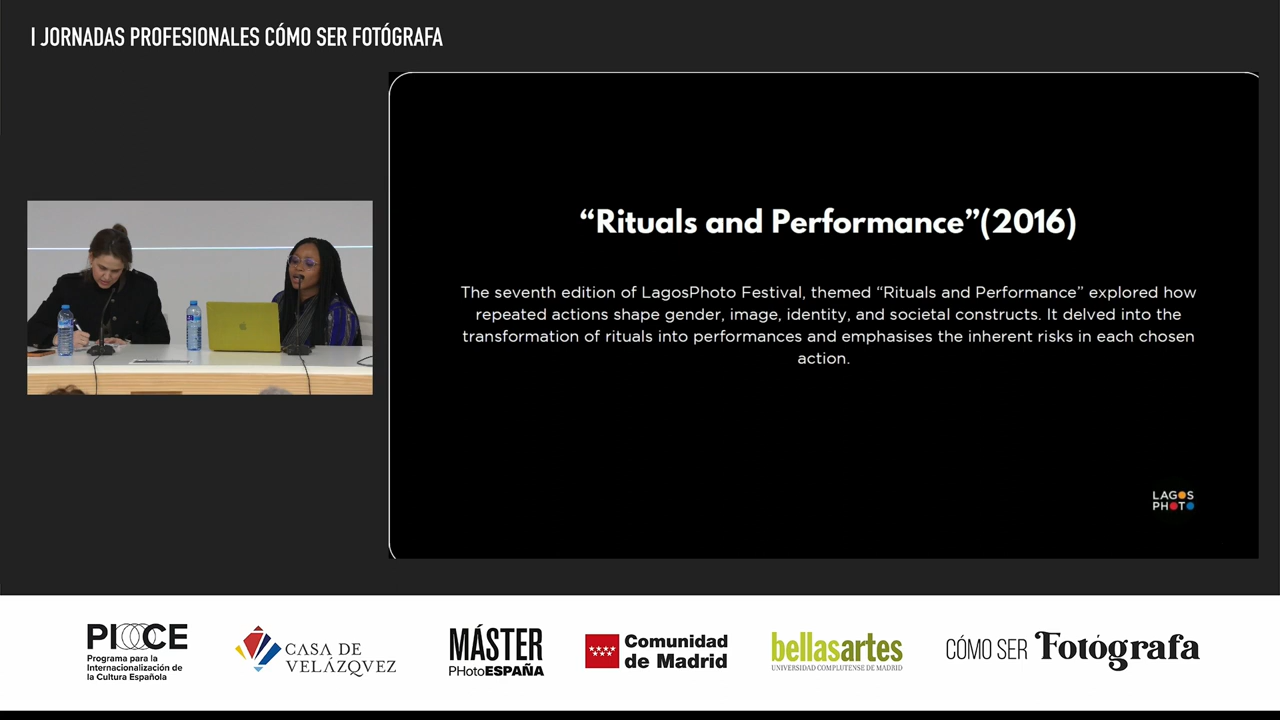 I JORNADAS PROFESIONALES CÓMO SER FOTÓGRAFA
“Rituals and Performance”(2016)
The seventh edition of LagosPhoto Festival, themed “Rituals and Performance” explored how
repeated actions shape gender, image, identity, and societal constructs. It delved into the
transformation of rituals into performances and emphasises the inherent risks in each chosen
action.
LAGOS
PHOTO
PICCE
Programa para la
Internacionalización de
la Cultura Española
CASA DE
VELÁZQVEZ
MÁSTER
PHotoESPAÑA
Comunidad
de Madrid
bellasartes
UNIVERSIDAD COMPLUTENSE DE MADRID
CÓMO SER Fotógrafa